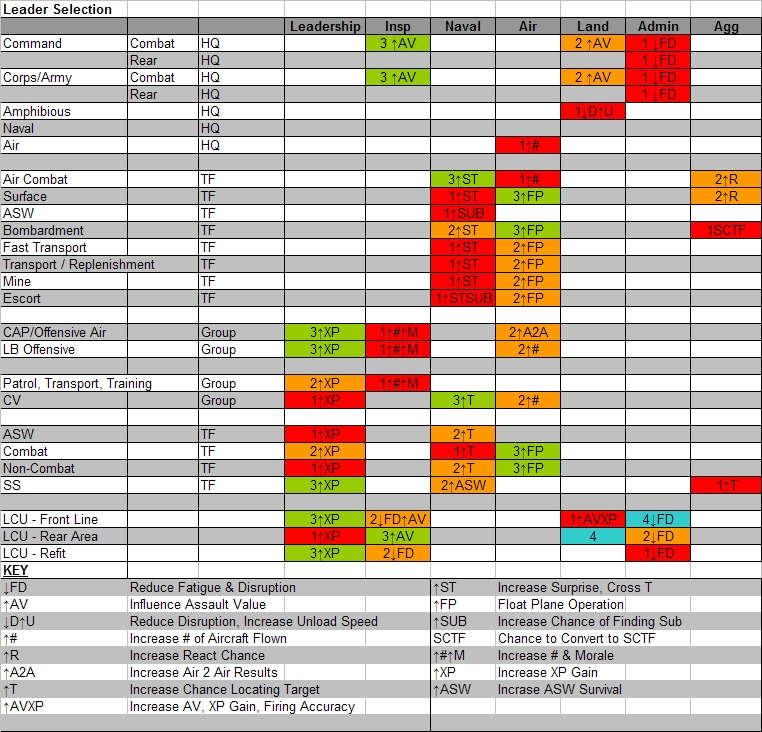 Leader Selection
Leadership Insp Naval Air Land Admin Agg
Command Combat HQ 3 ↑AV 2 ↑AV 1 ↓FD
Rear HQ 1 ↓FD
Corps/Army Combat HQ 3 ↑AV 2 ↑AV 1 ↓FD
Rear HQ 1 ↓FD
Amphibious HQ 1↓D↑U
Naval HQ
Air HQ 1↑#
Air Combat TF 3↑ST 1↑# 2↑R
Surface TF 1↑ST 3↑FP 2↑R
ASW TF 1↑SUB
Bombardment TF 2↑ST 3↑FP 1SCTF
Fast Transport TF 1↑ST 2↑FP
Transport / Replenishment TF 1↑ST 2↑FP
Mine TF 1↑ST 2↑FP
Escort TF 1↑STSUB 2↑FP
CAP/Offensive Air Group 3↑XP 1↑#↑M 2↑A2A
LB Offensive Group 3↑XP 1↑#↑M 2↑#
Patrol, Transport, Training Group 2↑XP 1↑#↑M
CV Group 1↑XP 3↑T 2↑#
ASW TF 1↑XP 2↑T
Combat TF 2↑XP 1↑T 3↑FP
Non-Combat TF 1↑XP 2↑T 3↑FP
SS TF 3↑XP 2↑ASW 1↑T
LCU - Front Line 3↑XP 2↓FD↑AV 1↑AVXP 4↓FD
LCU - Rear Area 1↑XP 3↑AV 4 2↓FD
LCU - Refit 3↑XP 2↓FD 1↓FD
KEY
↓FD Reduce Fatigue & Disruption ↑ST Increase Surprise, Cross T
↑AV Influence Assault Value ↑FP Float Plane Operation
↓D↑U Reduce Disruption, Increase Unload Speed ↑SUB Increase Chance of Finding Sub
↑# Increase # of Aircraft Flown SCTF Chance to Convert to SCTF
↑R Increase React Chance ↑#↑M Increase # & Morale
↑A2A Increase Air 2 Air Results ↑XP Increase XP Gain
↑T Increase Chance Locating Target ↑ASW Increase ASW Survival
↑AVXP Increase AV, XP Gain, Firing Accuracy